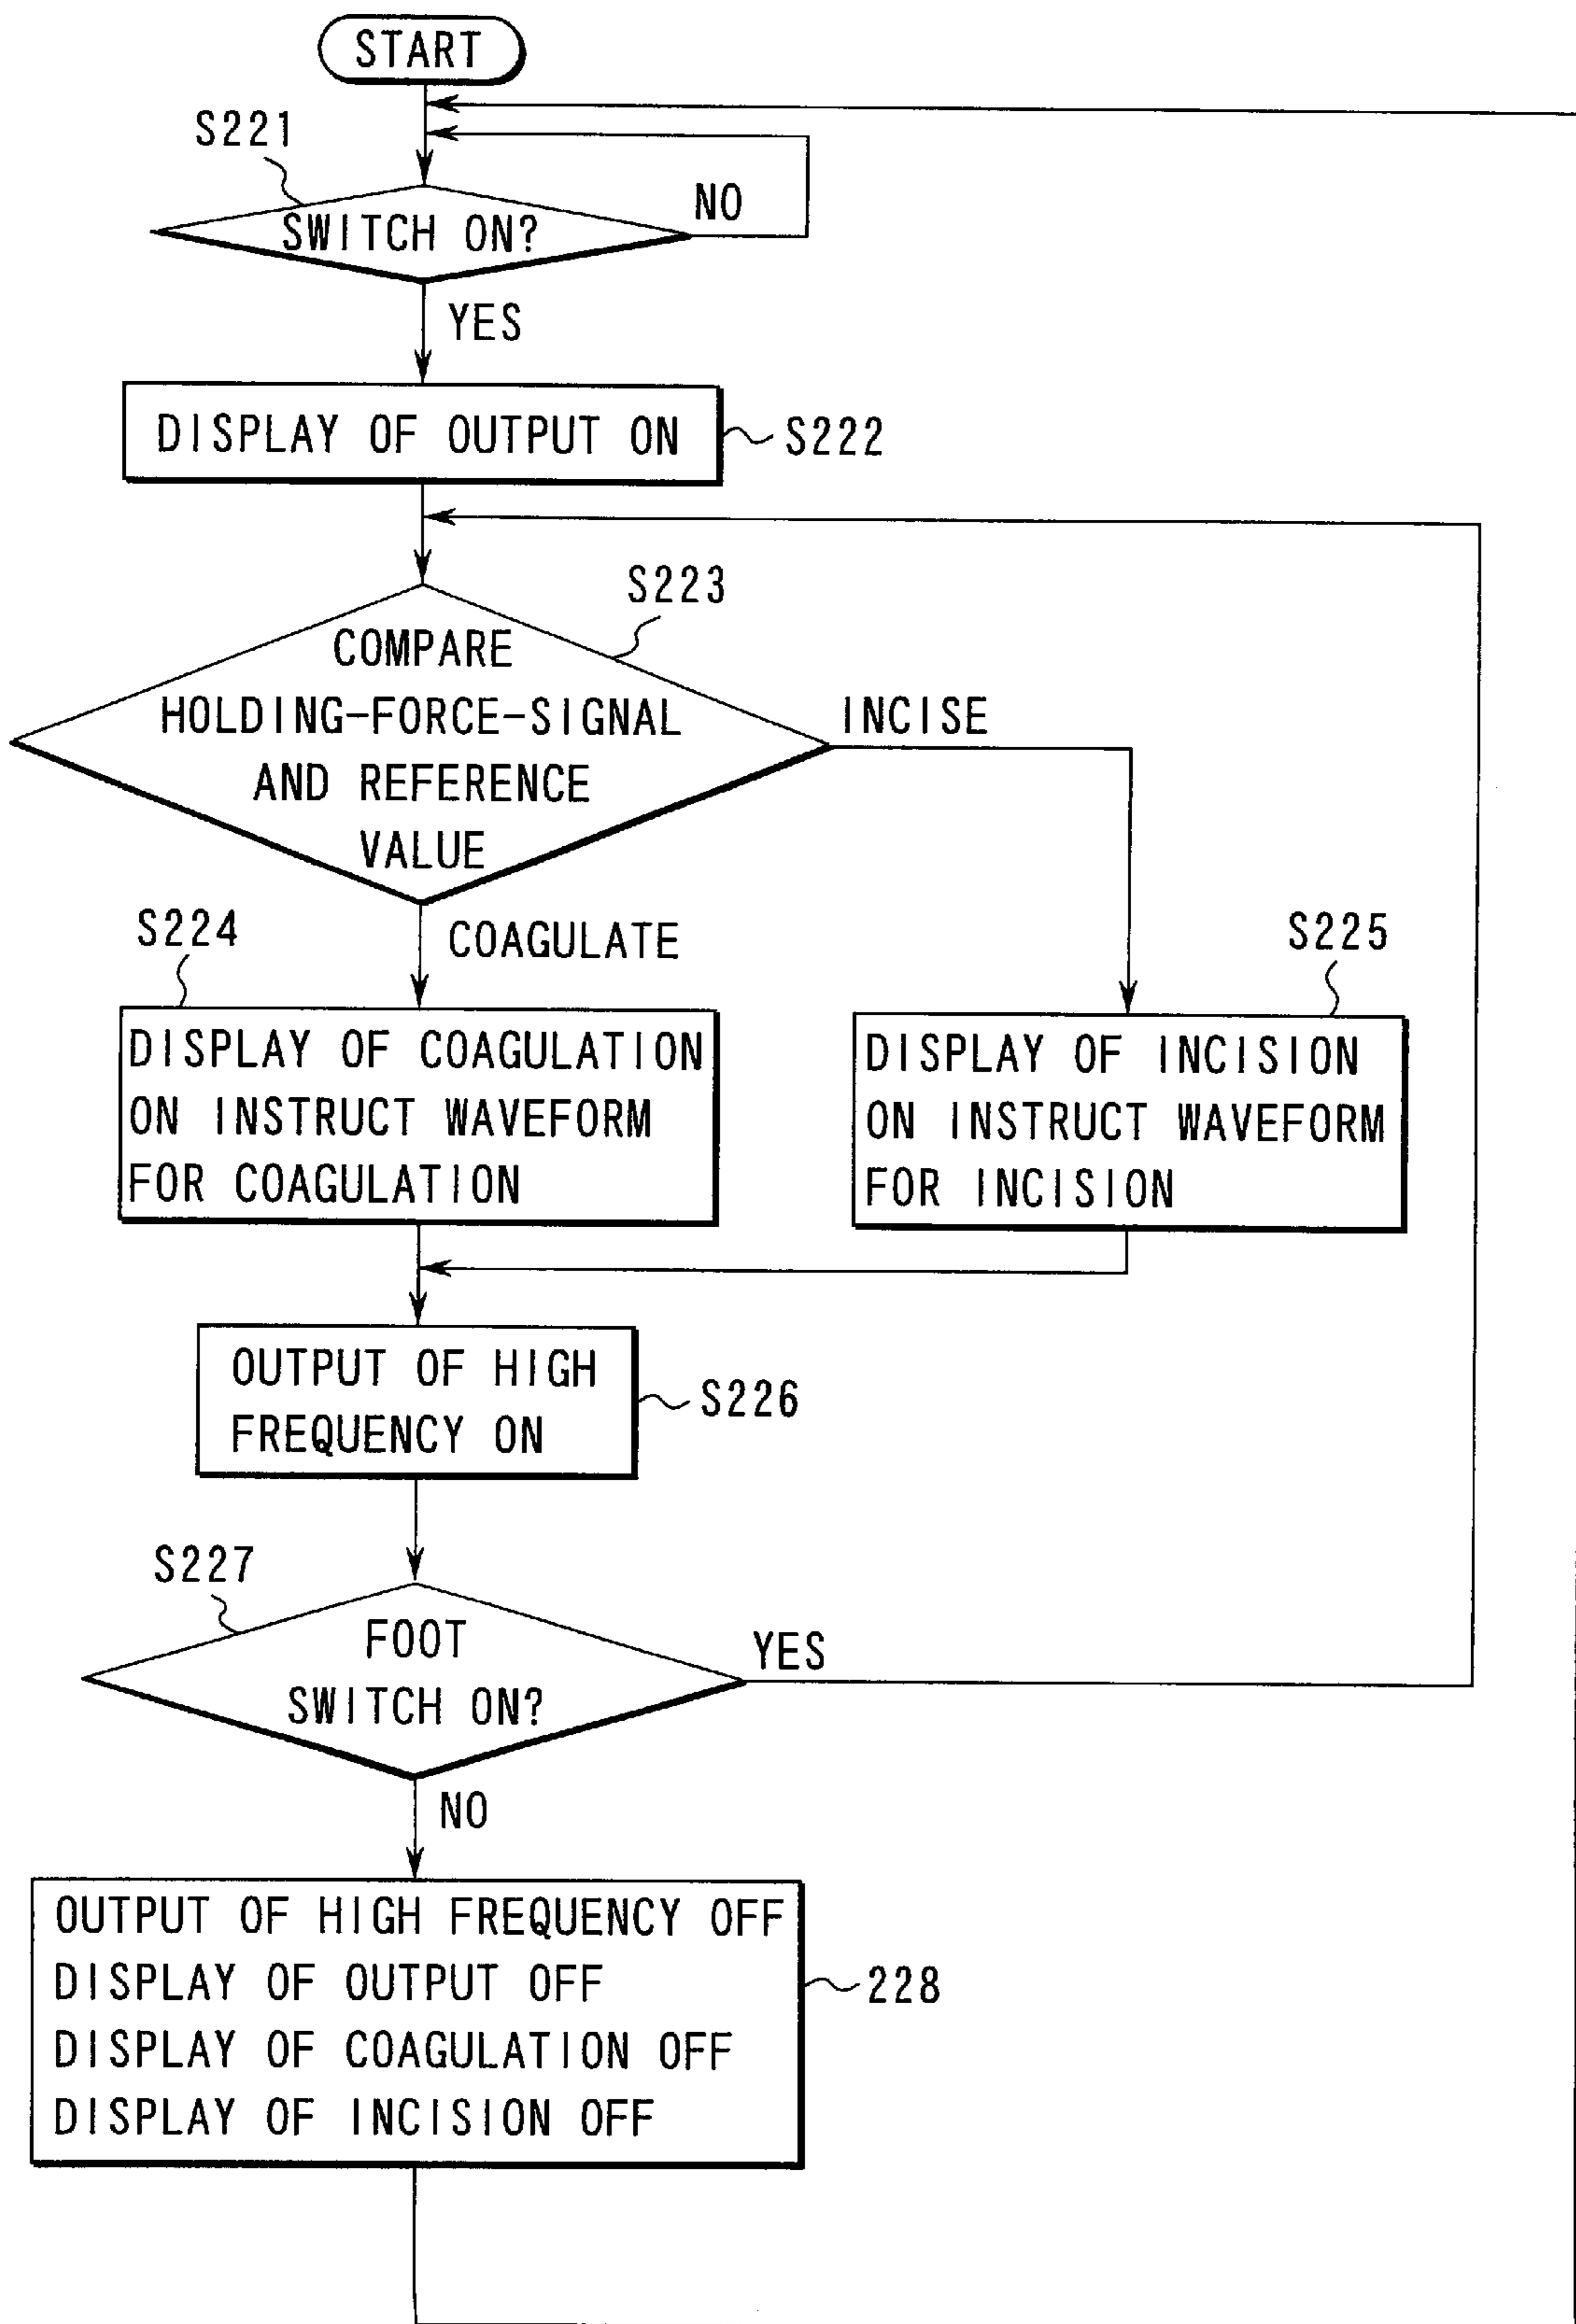 START
S221
SWITCH ON?
NO
YES
DISPLAY OF OUTPUT ON
S222
S223
COMPARE
HOLDING-FORCE-SIGNAL
AND REFERENCE
VALUE
INCISE
COAGULATE
S224
DISPLAY OF COAGULATION
ON INSTRUCT WAVEFORM
FOR COAGULATION
S225
DISPLAY OF INCISION
ON INSTRUCT WAVEFORM
FOR INCISION
OUTPUT OF HIGH
FREQUENCY ON
S226
S227
FOOT
SWITCH ON?
YES
NO
OUTPUT OF HIGH FREQUENCY OFF
DISPLAY OF OUTPUT OFF
DISPLAY OF COAGULATION OFF
DISPLAY OF INCISION OFF
228